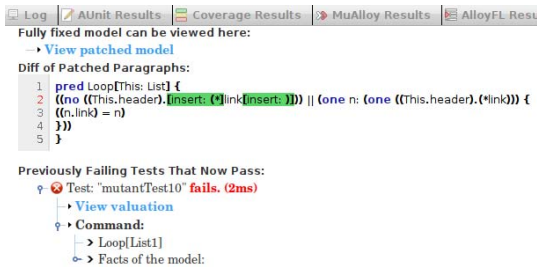 Log AUnit Results Coverage Results MuAlloy Results AlloyFL Resu
Fully fixed model can be viewed here:
View patched model
Diff of Patched Paragraphs:
1 pred Loop[This: List] {
2 ((no ((This.header).[insert: (*]link[insert: )])) || (one n: (one ((This.header).(*link))) {
3 ((n.link) = n)
4 }))
5 }
Previously Failing Tests That Now Pass:
Test: "mutantTest10" fails. (2ms)
View valuation
Command:
Loop[List1]
Facts of the model: